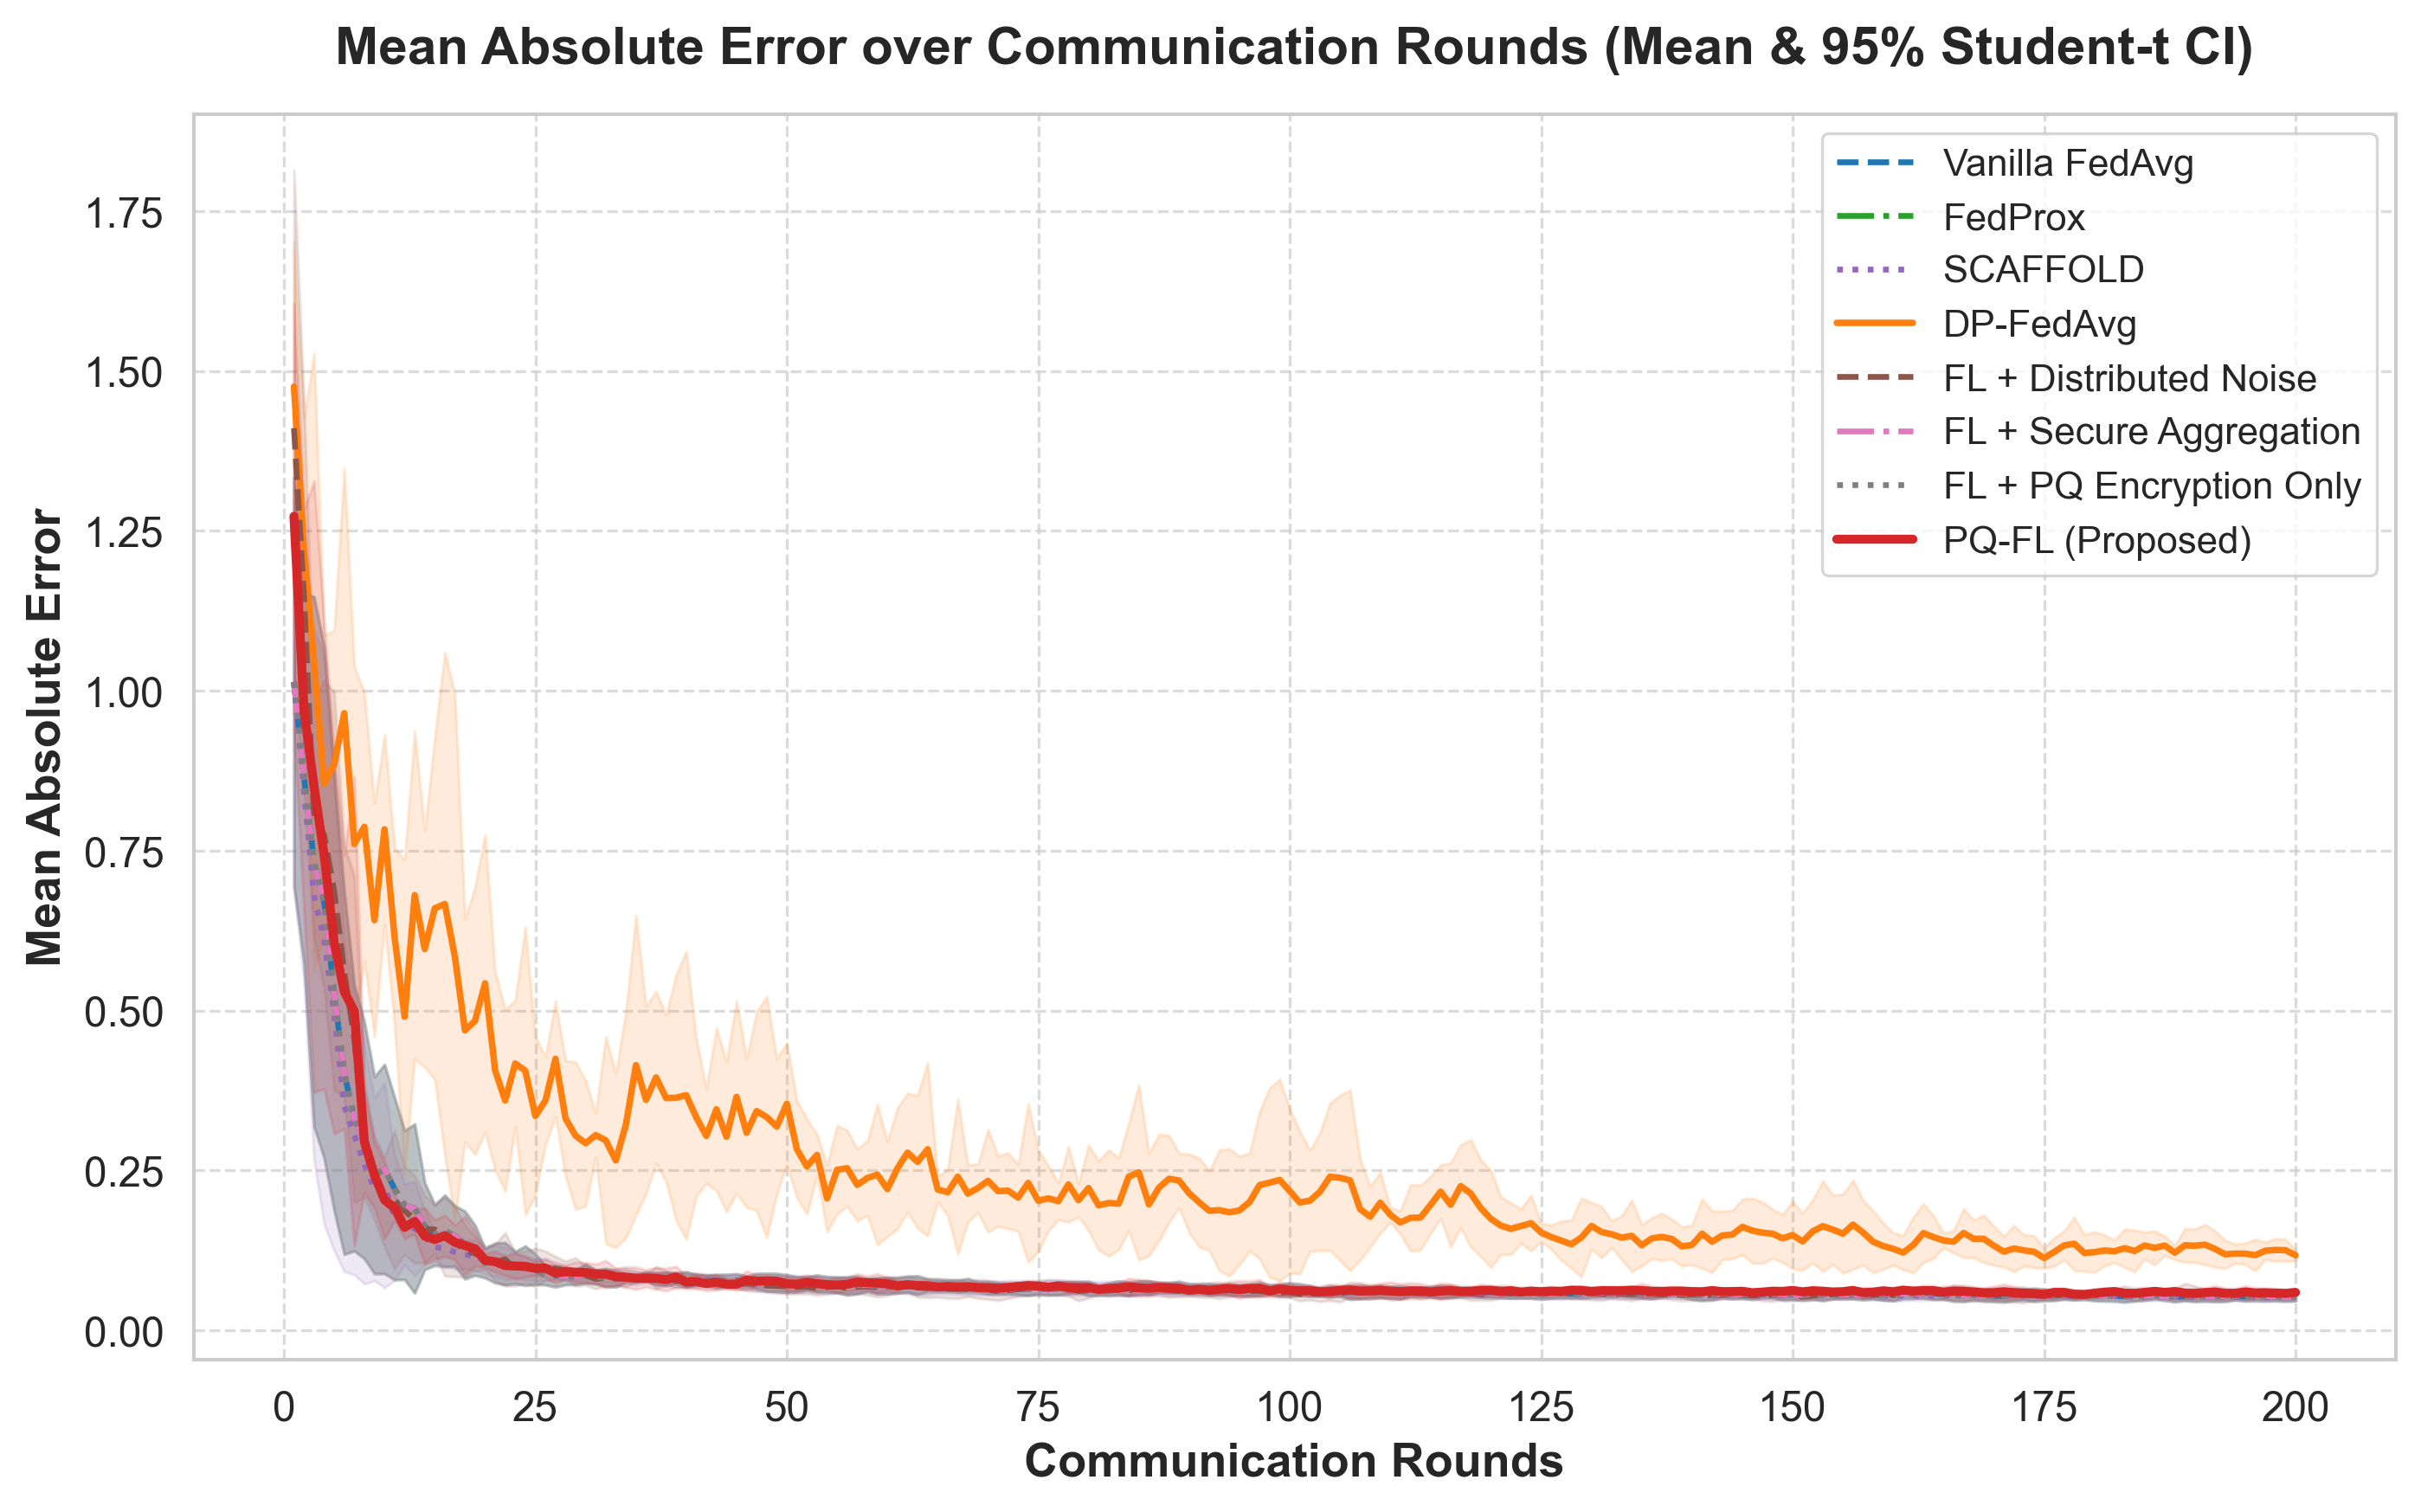 Mean Absolute Error over Communication Rounds (Mean & 95% Student-t CI)
Mean Absolute Error
1.75
1.50
1.25
1.00
0.75
0.50
0.25
0.00
0 25 50 75 100 125 150 175 200
Communication Rounds
Vanilla FedAvg
FedProx
SCAFFOLD
DP-FedAvg
FL + Distributed Noise
FL + Secure Aggregation
FL + PQ Encryption Only
PQ-FL (Proposed)